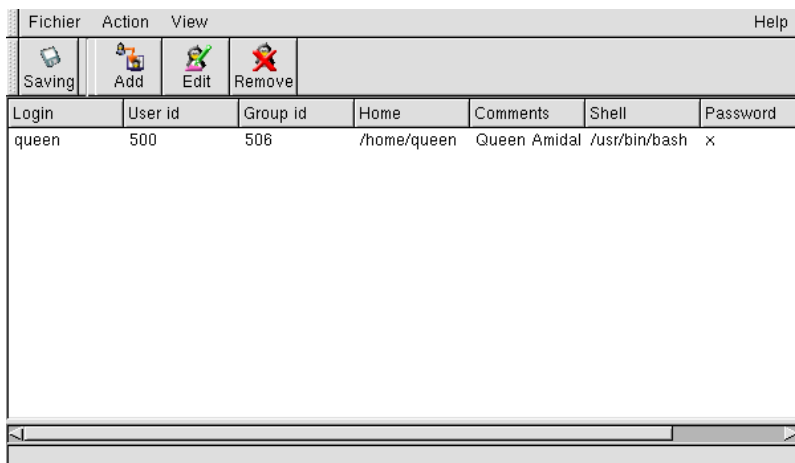 Fichier Action View Help
Saving Add Edit Remove
Login User id Group id Home Comments Shell Password
queen 500 506 /home/queen Queen Amidal /usr/bin/bash x